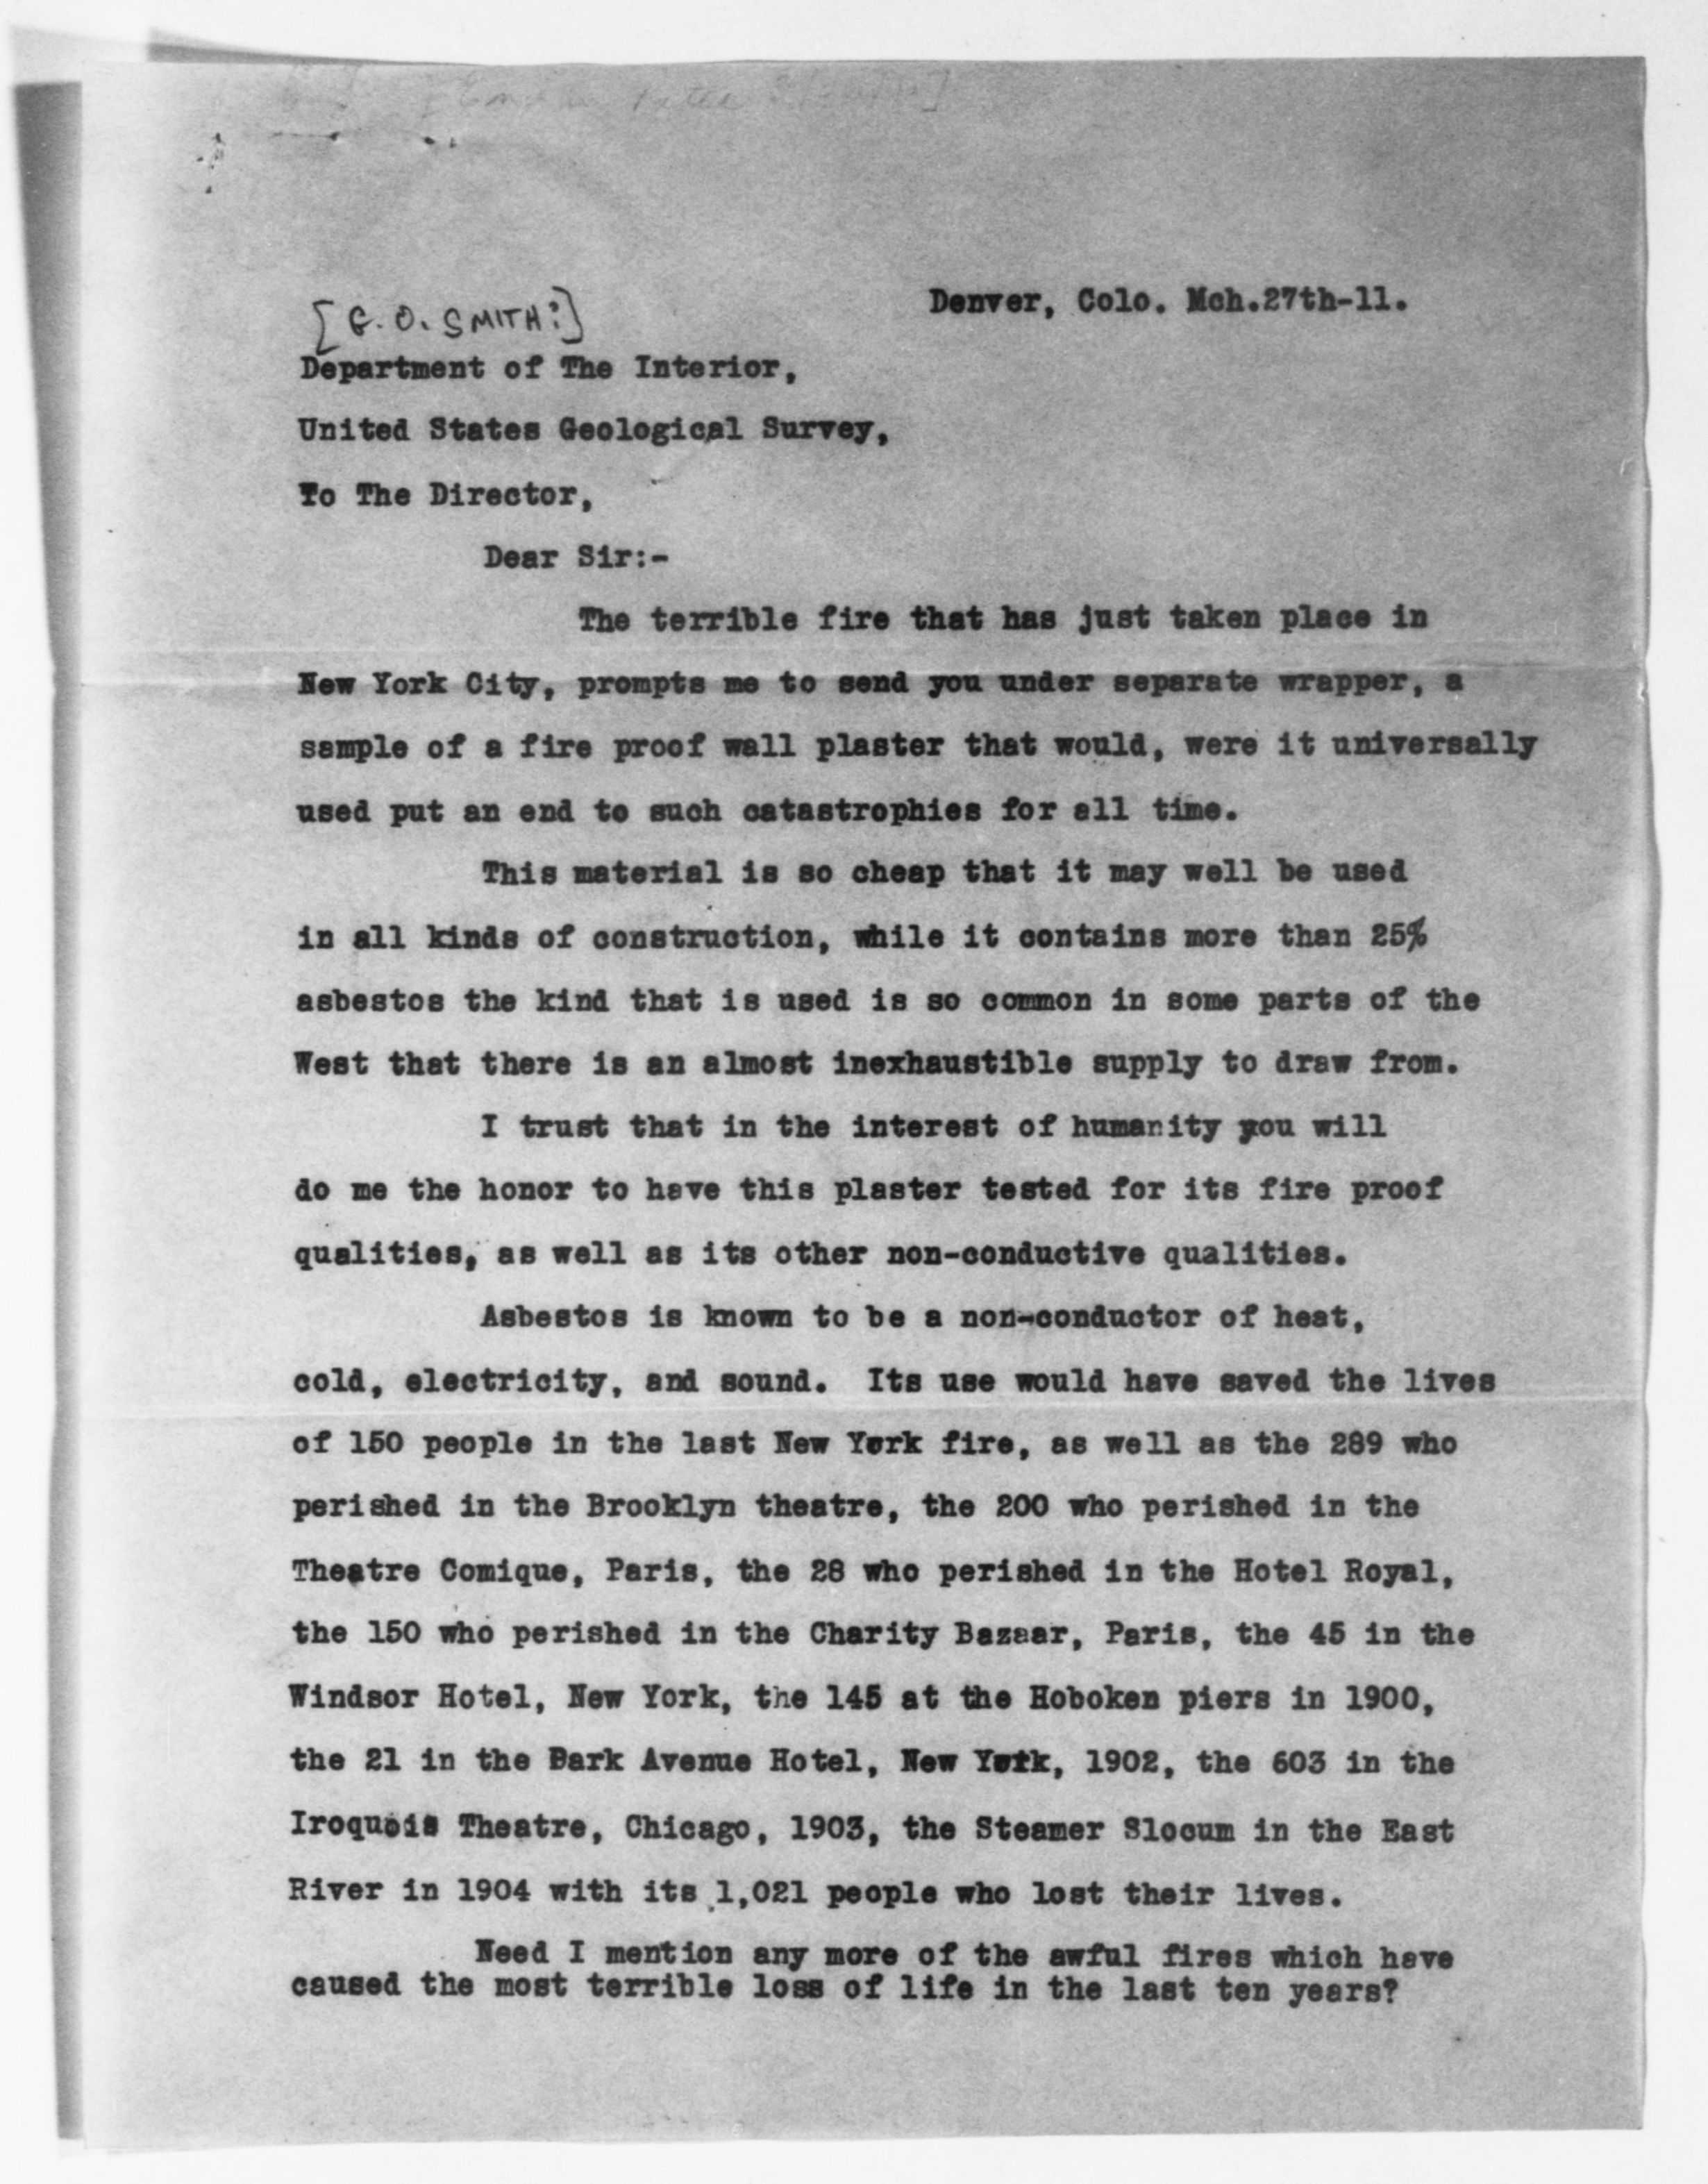 Denver, Colo. Mch.27th-11.
[G.O. SMITH:]
Department of The Interior,
United States Geological Survey,
To The Director,
Dear Sir:-
The terrible fire that has just taken place in
New York City, prompts me to send you under separate wrapper, a
sample of a fire proof wall plaster that would, were it universally
used put an end to such catastrophies for all time.
This material is so cheap that it may well be used
in all kinds of construction, while it contains more than 25%
asbestos the kind that is used is so common in some parts of the
West that there is an almost inexhaustible supply to draw from.
I trust that in the interest of humanity you will
do me the honor to have this plaster tested for its fire proof
qualities, as well as its other non-conductive qualities.
Asbestos is known to be a non-conductor of heat,
cold, electricity, and sound. Its use would have saved the lives
of 150 people in the last New York fire, as well as the 289 who
perished in the Brooklyn theatre, the 200 who perished in the
Theatre Comique, Paris, the 28 who perished in the Hotel Royal,
the 150 who perished in the Charity Bazaar, Paris, the 45 in the
Windsor Hotel, New York, the 145 at the Hoboken piers in 1900,
the 21 in the Park Avenue Hotel, New York, 1902, the 603 in the
Iroquois Theatre, Chicago, 1903, the Steamer Slocum in the East
River in 1904 with its 1,021 people who lost their lives.
Need I mention any more of the awful fires which have
caused the most terrible loss of life in the last ten years?